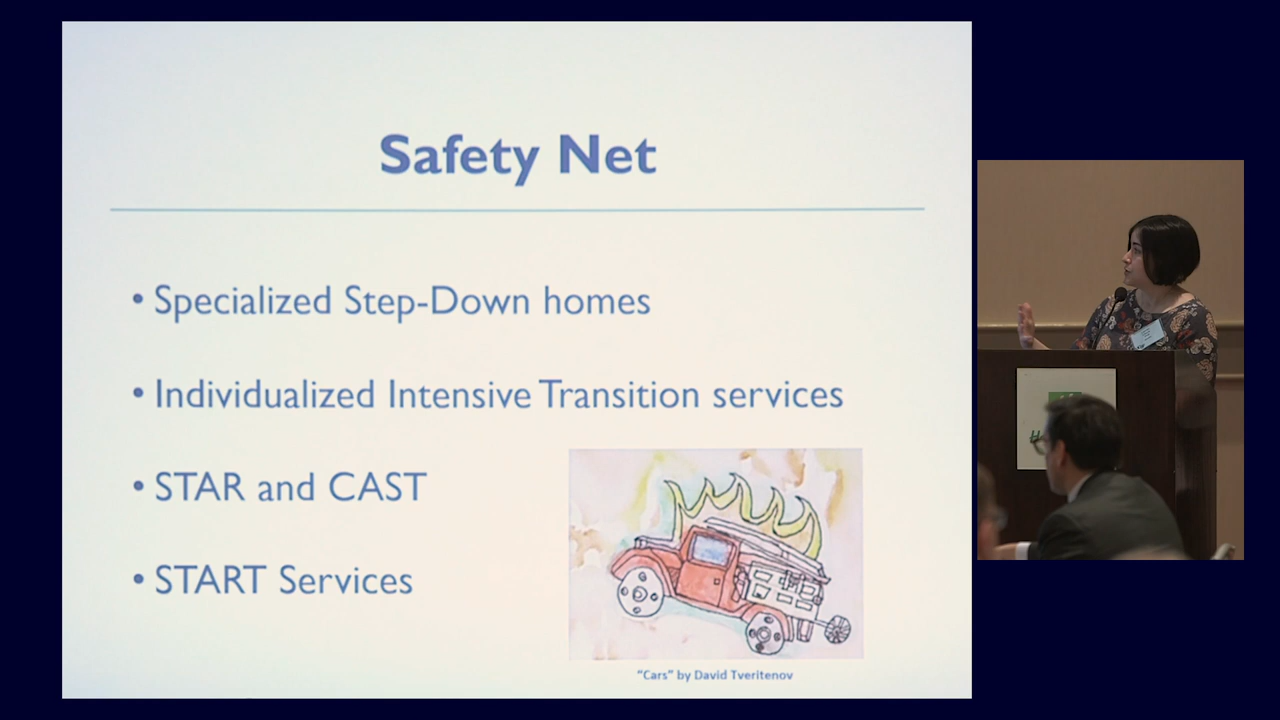 Safety Net
• Specialized Step-Down homes
• Individualized Intensive Transition services
• STAR and CAST
• START Services
“Cars” by David Tveritenov